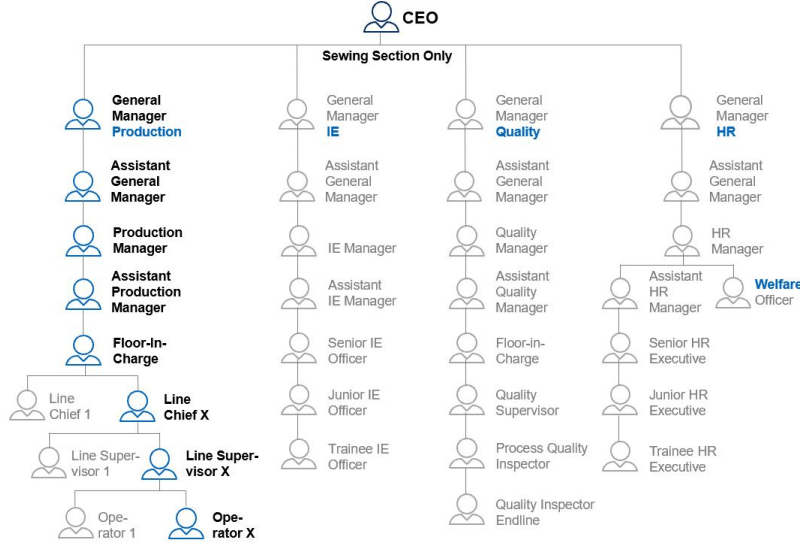 CEO
Sewing Section Only
General
Manager
Production
Assistant
General
Manager
Production
Manager
Assistant
Production
Manager
Floor-In-
Charge
Line
Chief 1
Line
Chief X
Line Super-
visor 1
Line Super-
visor X
Ope-
rator 1
Ope-
rator X
General
Manager
IE
Assistant
General
Manager
IE Manager
Assistant
IE Manager
Senior IE
Officer
Junior IE
Officer
Trainee IE
Officer
General
Manager
Quality
Assistant
General
Manager
Quality
Manager
Assistant
Quality
Manager
Floor-in-
Charge
Quality
Supervisor
Process Quality
Inspector
Quality Inspector
Endline
General
Manager
HR
Assistant
General
Manager
HR
Manager
Assistant
HR
Manager
Welfare
Officer
Senior HR
Executive
Junior HR
Executive
Trainee HR
Executive